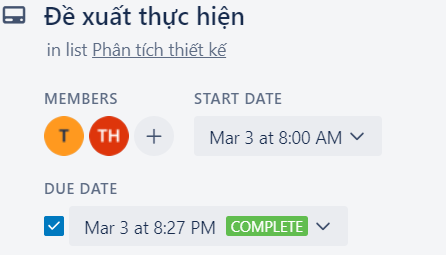 Đề xuất thực hiện
in list Phân tích thiết kế
MEMBERS
START DATE
T
TH
Mar 3 at 8:00 AM
DUE DATE
Mar 3 at 8:27 PM COMPLETE